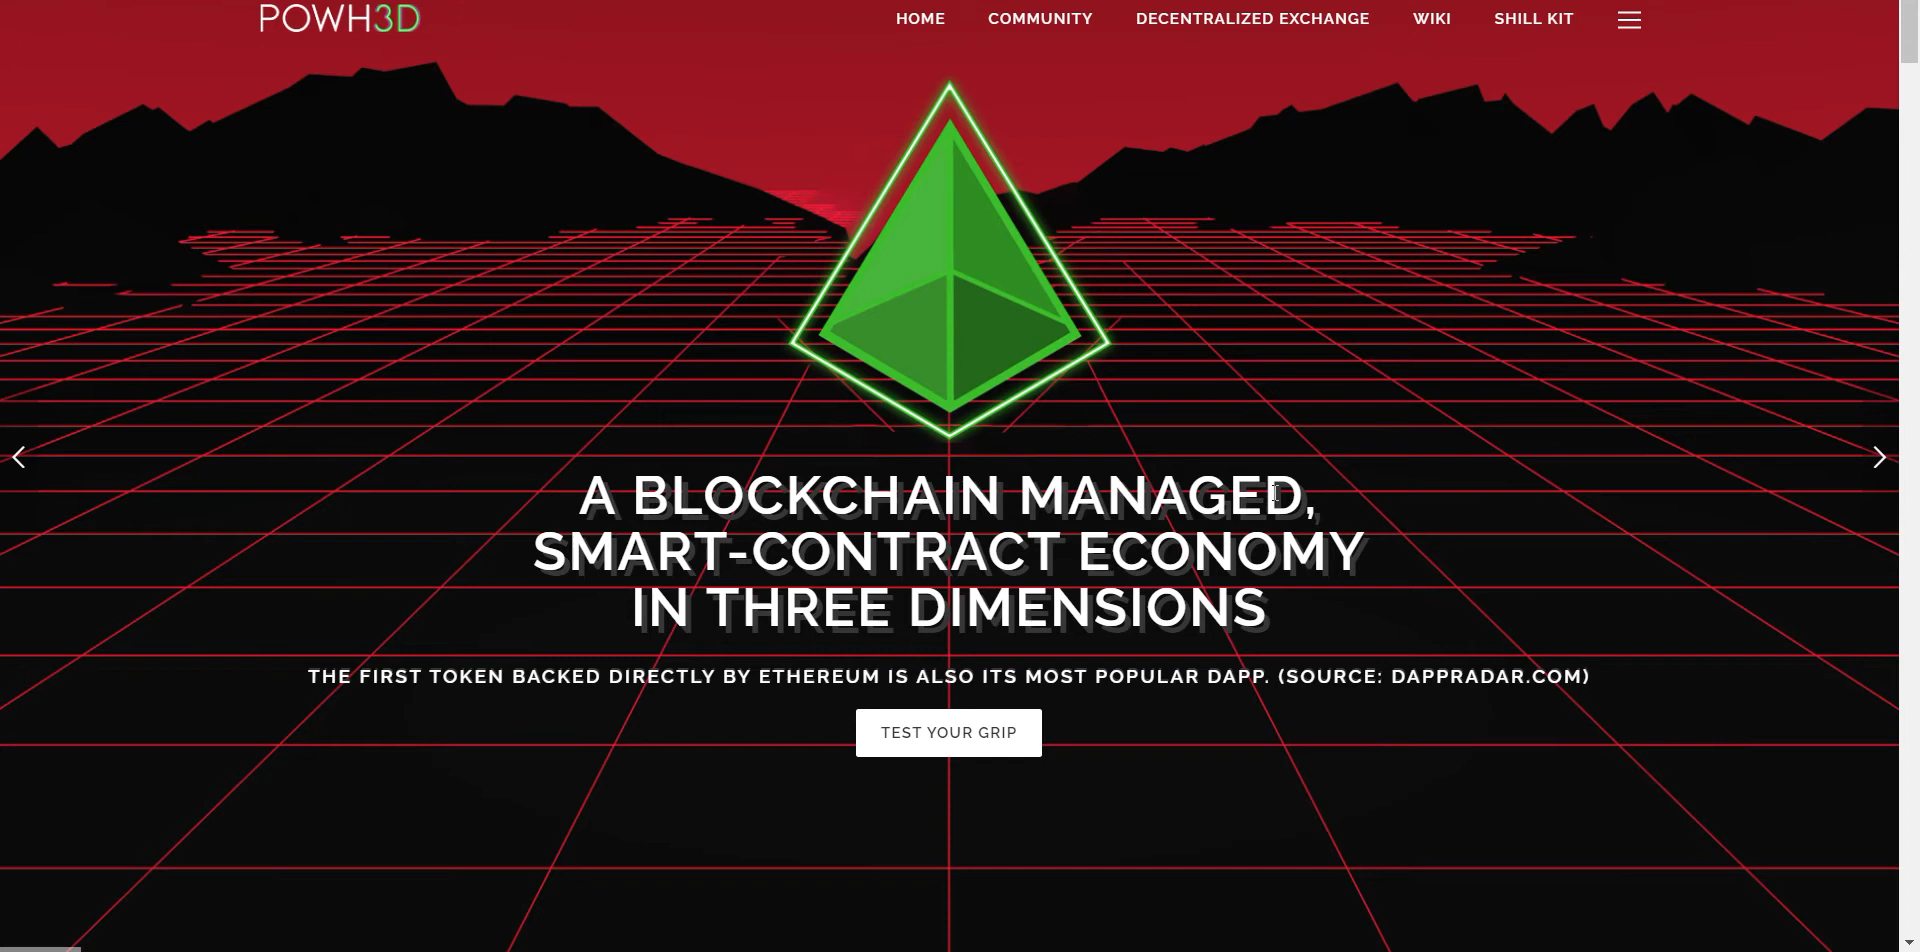 POWH3D
HOME COMMUNITY DECENTRALIZED EXCHANGE WIKI SHILL KIT
A BLOCKCHAIN MANAGED,
SMART-CONTRACT ECONOMY
IN THREE DIMENSIONS
THE FIRST TOKEN BACKED DIRECTLY BY ETHEREUM IS ALSO ITS MOST POPULAR DAPP. (SOURCE: DAPPRADAR.COM)
TEST YOUR GRIP